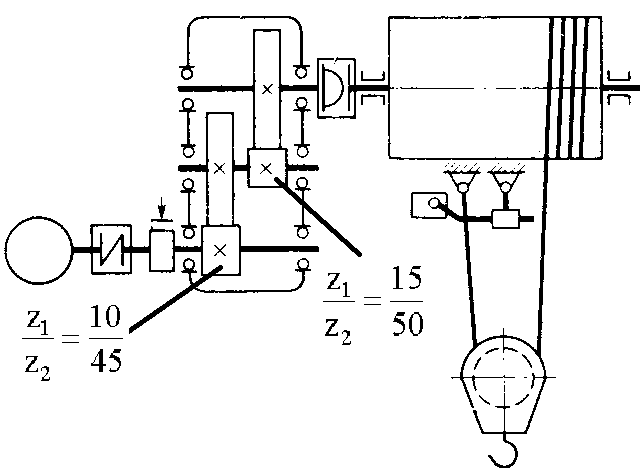 z₁/z₂ = 15/50
z₁/z₂ = 10/45